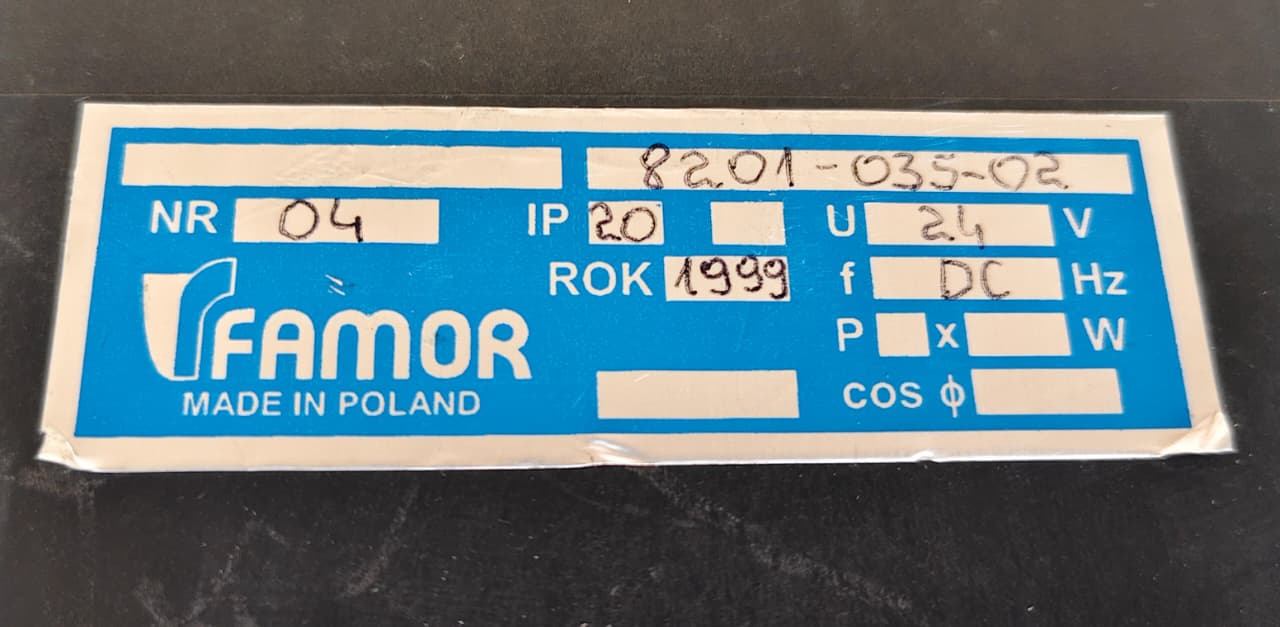 8201-035-02
NR 04 IP 20 U 24 V
ROK 1999 f DC Hz
FAMOR P x W
MADE IN POLAND cos ϕ